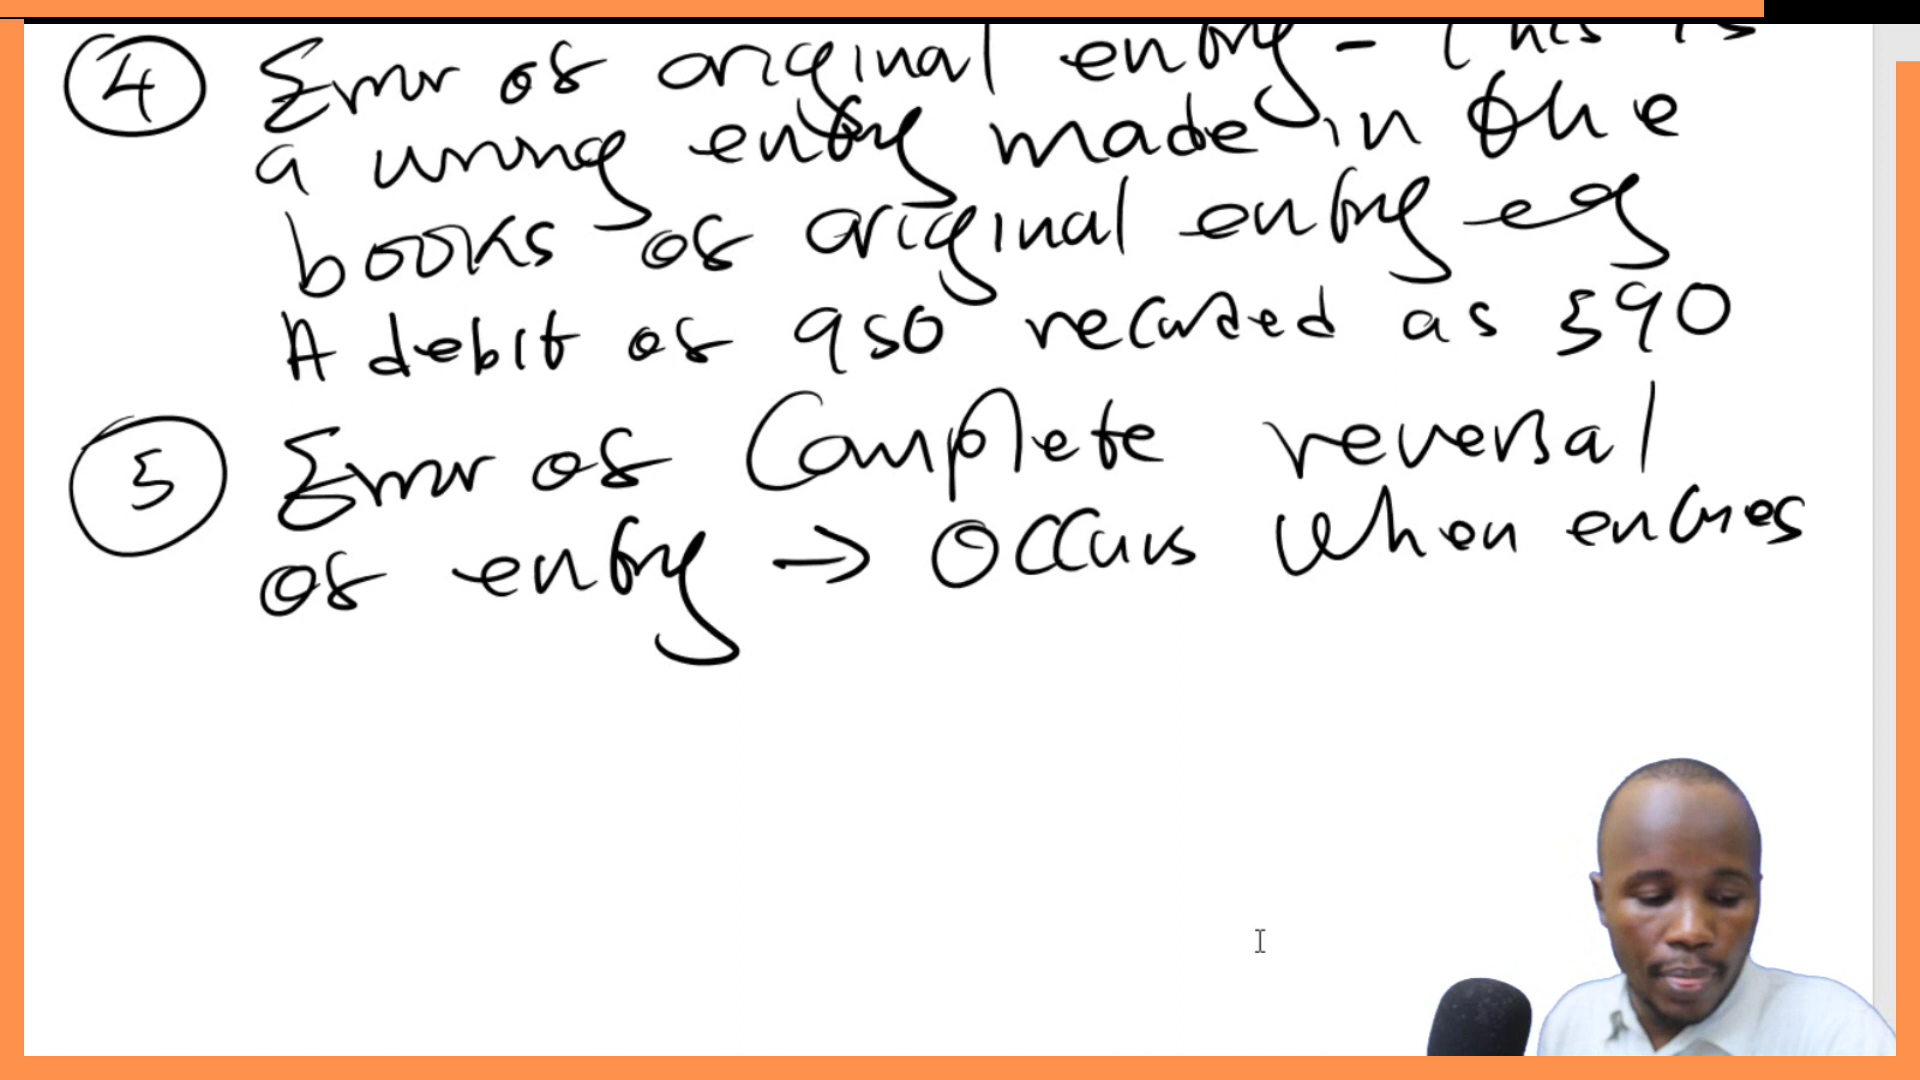 4 Error of original entry - This is
a wrong entry made in the
books of original entry eg
A debit of 950 recorded as 590
5 Error of Complete reversal
of entry → Occurs when entries